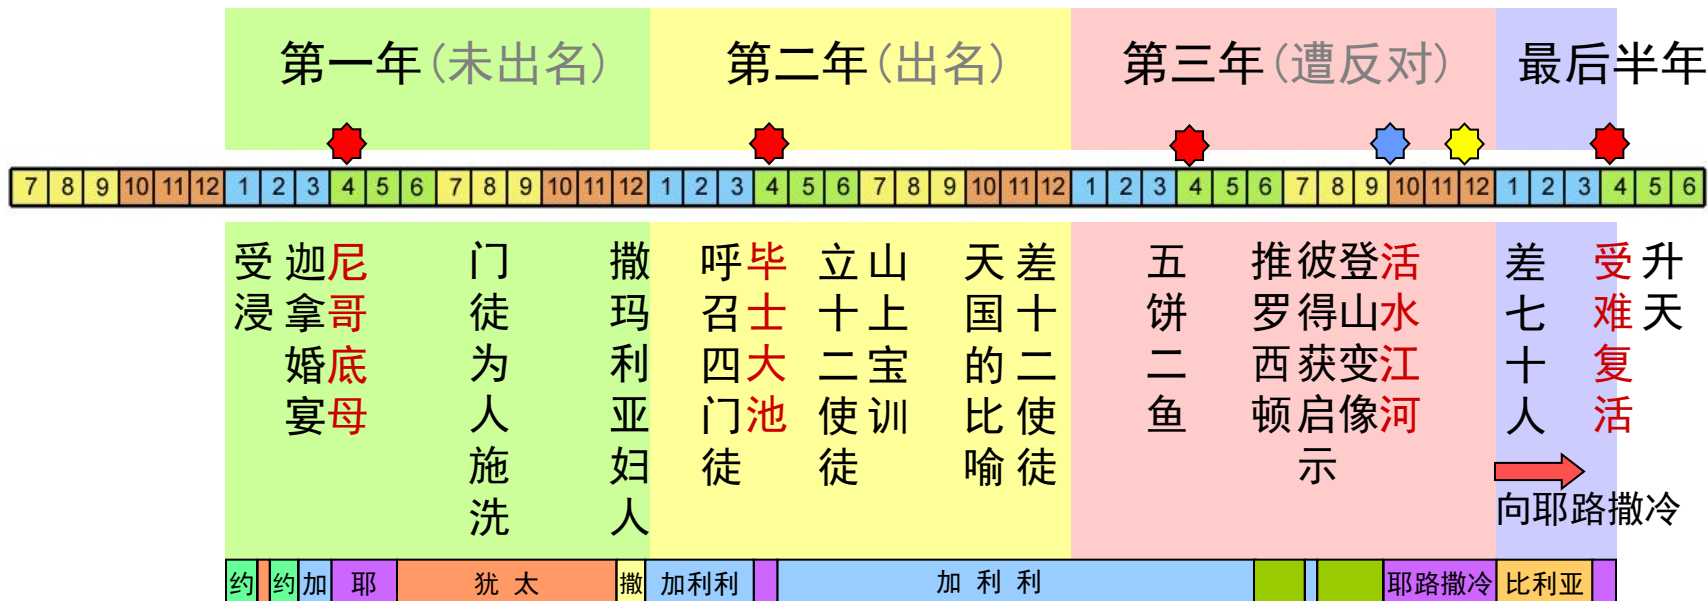 第一年(未出名)
第二年(出名)
第三年(遭反对)
最后半年
7 8 9 10 11 12 1 2 3 4 5 6 7 8 9 10 11 12 1 2 3 4 5 6 7 8 9 10 11 12 1 2 3 4 5 6 7 8 9 10 11 12 1 2 3 4 5 6
受浸
迦拿婚宴
尼哥底母
门徒为人施洗
撒玛利亚妇人
呼召四门徒
毕士大池
立十二使徒
山上宝训
天国的比喻
差十二使徒
五饼二鱼
推罗西顿
彼得获启示
登山变像
活水江河
差七十人
受难复活
升天
向耶路撒冷
约
约
加
耶
犹太
撒
加利利
加利利
耶路撒冷
比利亚